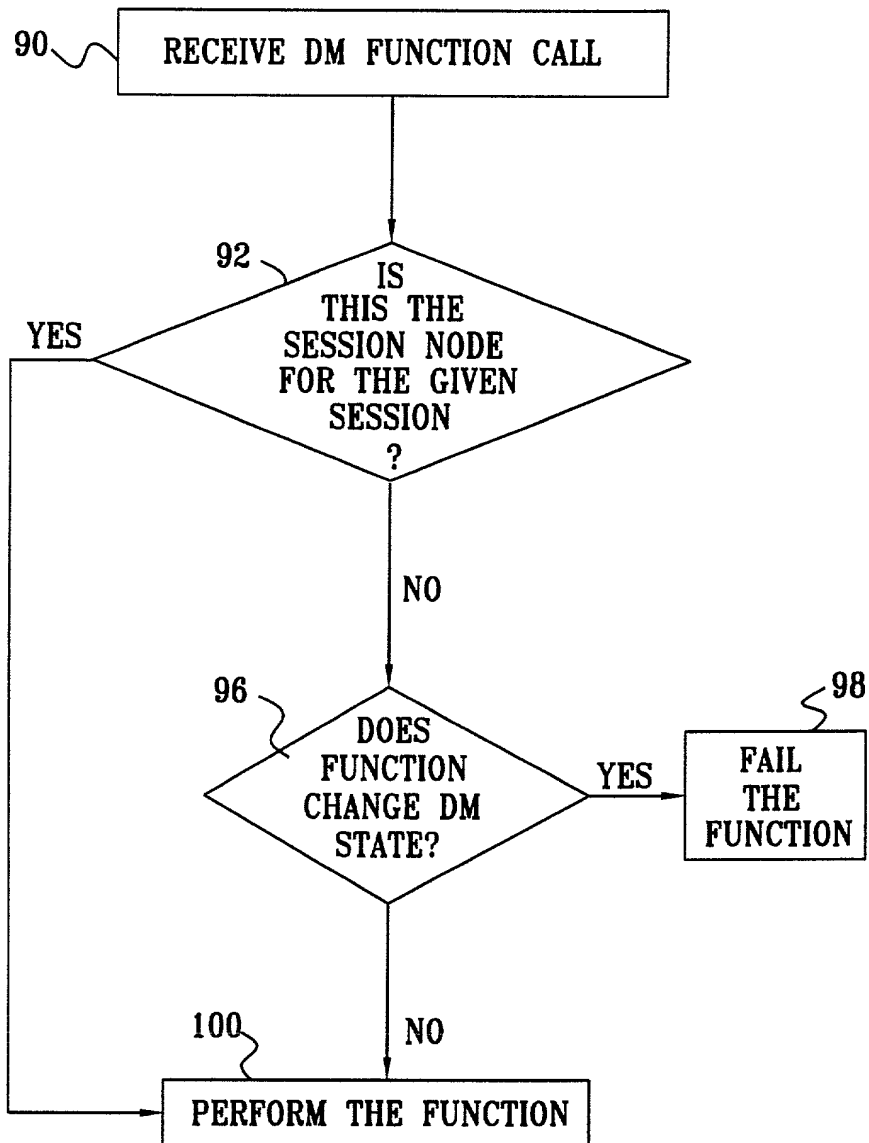 90
RECEIVE DM FUNCTION CALL
92
IS
THIS THE
SESSION NODE
FOR THE GIVEN
SESSION
?
YES
NO
96
DOES
FUNCTION
CHANGE DM
STATE?
YES
98
FAIL
THE
FUNCTION
NO
100
PERFORM THE FUNCTION